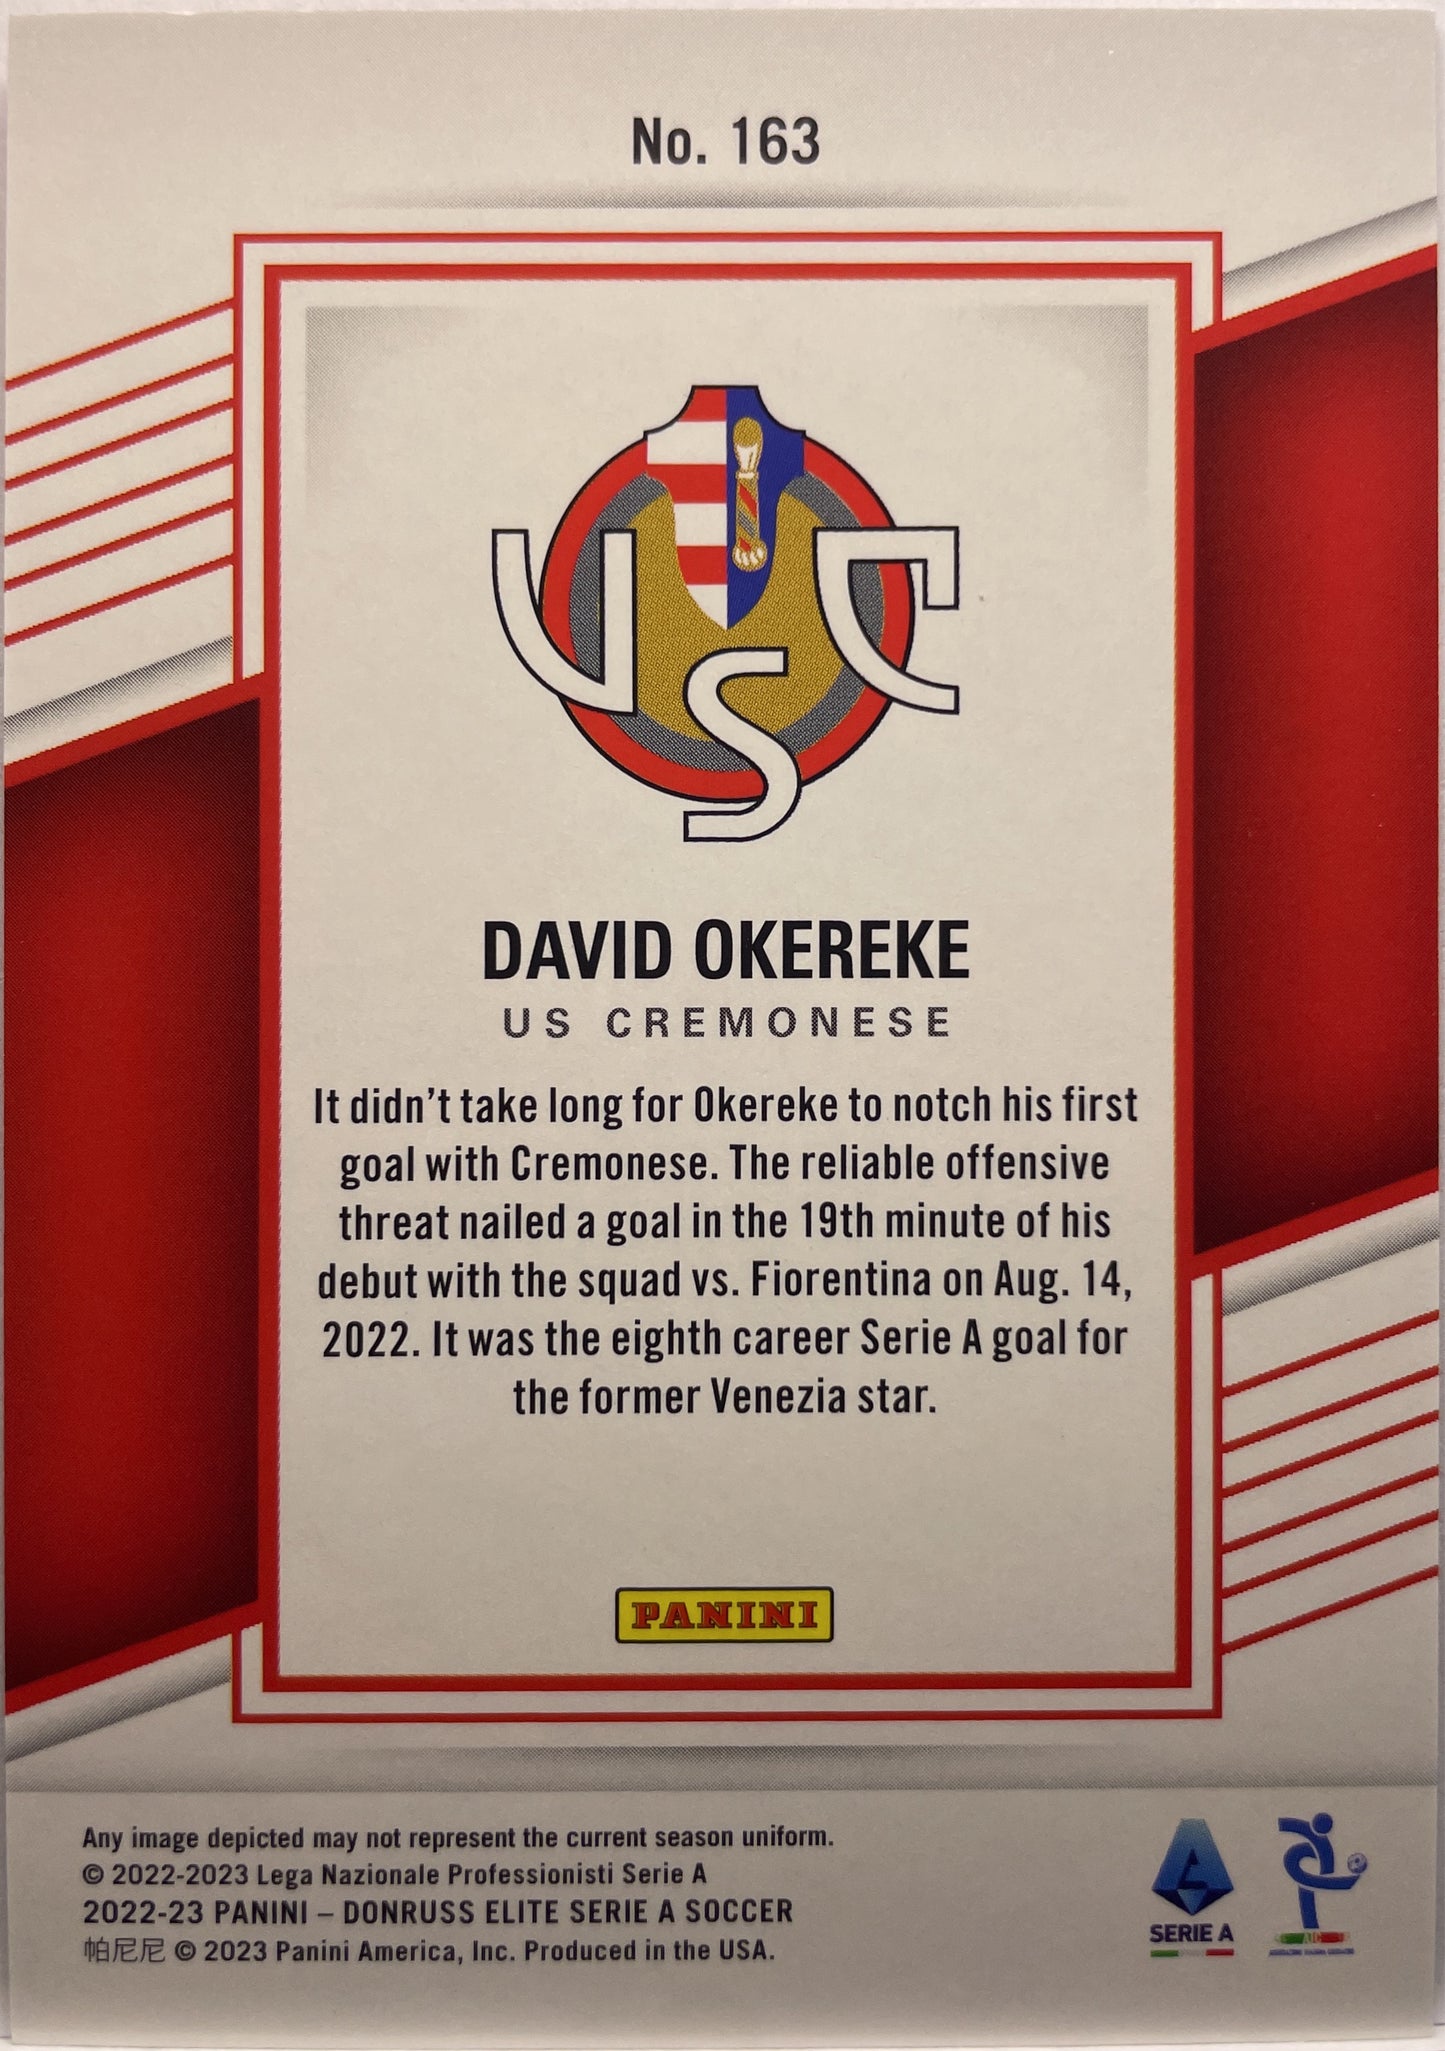 No. 163
USC
DAVID OKEREKE
US CREMONESE
It didn't take long for Okereke to notch his first
goal with Cremonese. The reliable offensive
threat nailed a goal in the 19th minute of his
debut with the squad vs. Fiorentina on Aug. 14,
2022. It was the eighth career Serie A goal for
the former Venezia star.
PANINI
Any image depicted may not represent the current season uniform.
© 2022-2023 Lega Nazionale Professionisti Serie A
2022-23 PANINI – DONRUSS ELITE SERIE A SOCCER
帕尼尼 © 2023 Panini America, Inc. Produced in the USA.
SERIE A
AIC